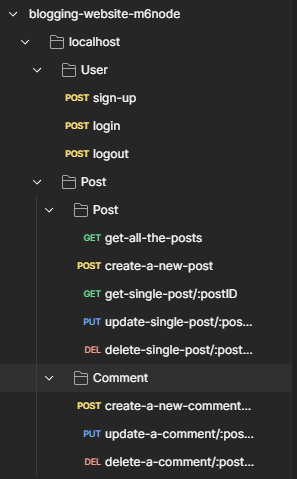 blogging-website-m6node
localhost
User
POST sign-up
POST login
POST logout
Post
Post
GET get-all-the-posts
POST create-a-new-post
GET get-single-post/:postID
PUT update-single-post/:pos...
DEL delete-single-post/:post...
Comment
POST create-a-new-comment...
PUT update-a-comment/:pos...
DEL delete-a-comment/:post...